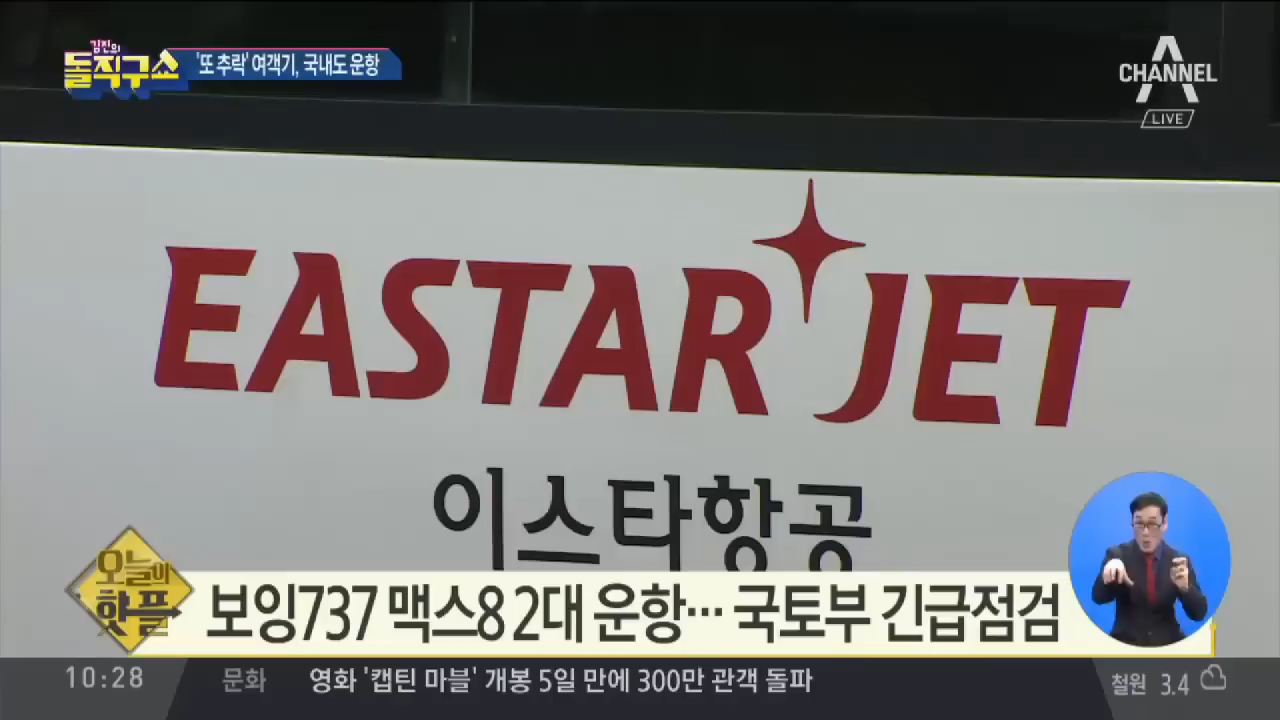 김진의
돌직구쇼
'또 추락' 여객기, 국내도 운항
CHANNEL A
LIVE
EASTAR JET
이스타항공
오늘의
핫플
보잉737 맥스8 2대 운항… 국토부 긴급점검
10:28 문화 영화 '캡틴 마블' 개봉 5일 만에 300만 관객 돌파
철원 3.4